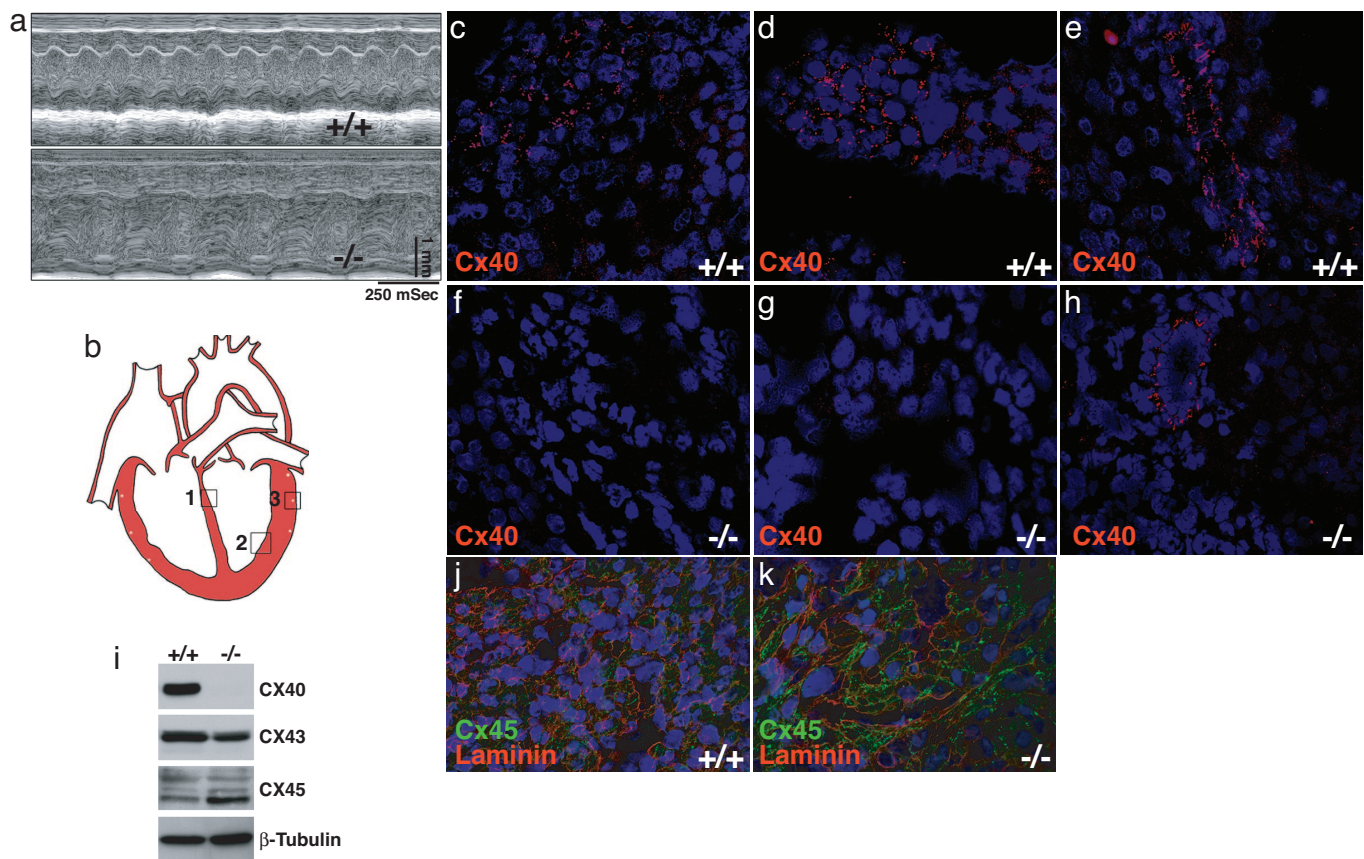 a
+/+
-/-
1 mm
250 mSec
b
1
2
3
c
Cx40
+/+
d
Cx40
+/+
e
Cx40
+/+
f
Cx40
-/-
g
Cx40
-/-
h
Cx40
-/-
i
+/+ -/-
CX40
CX43
CX45
β-Tubulin
j
Cx45
Laminin
+/+
k
Cx45
Laminin
-/-